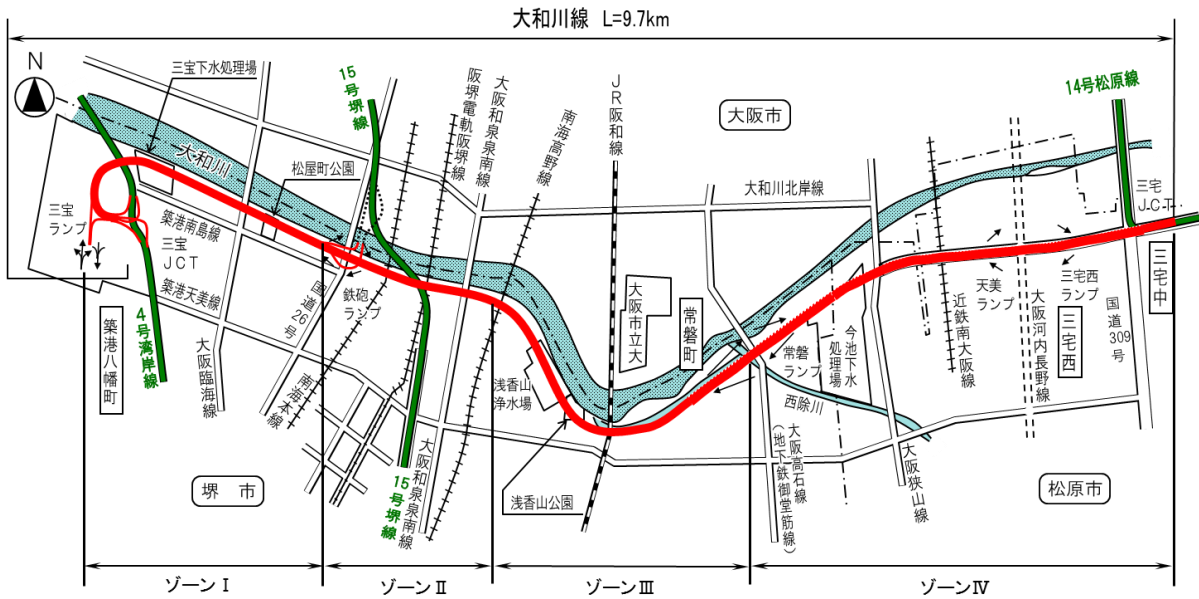 大和川線 L=9.7km
N
三宝下水処理場
15号堺線
阪堺電軌阪堺線
大阪和泉泉南線
南海高野線
JR阪和線
大阪市
14号松原線
大和川
松屋町公園
大和川北岸線
三宅
JCT
三宝
ランプ
築港南島線
三宝
JCT
築港天美線
鉄砲
ランプ
国道26号
大阪市立大
常磐町
天美
ランプ
三宅西
ランプ
三宅中
築港八幡町
4号湾岸線
大阪臨海線
南海本線
浅香山
浄水場
常磐
ランプ
今池下水
処理場
近鉄南大阪線
大阪河内長野線
三宅西
国道309号
西除川
堺 市
15号堺線
大阪和泉泉南線
浅香山公園
大阪高石線
(地下鉄御堂筋線)
大阪狭山線
松原市
ゾーンⅠ
ゾーンⅡ
ゾーンⅢ
ゾーンⅣ